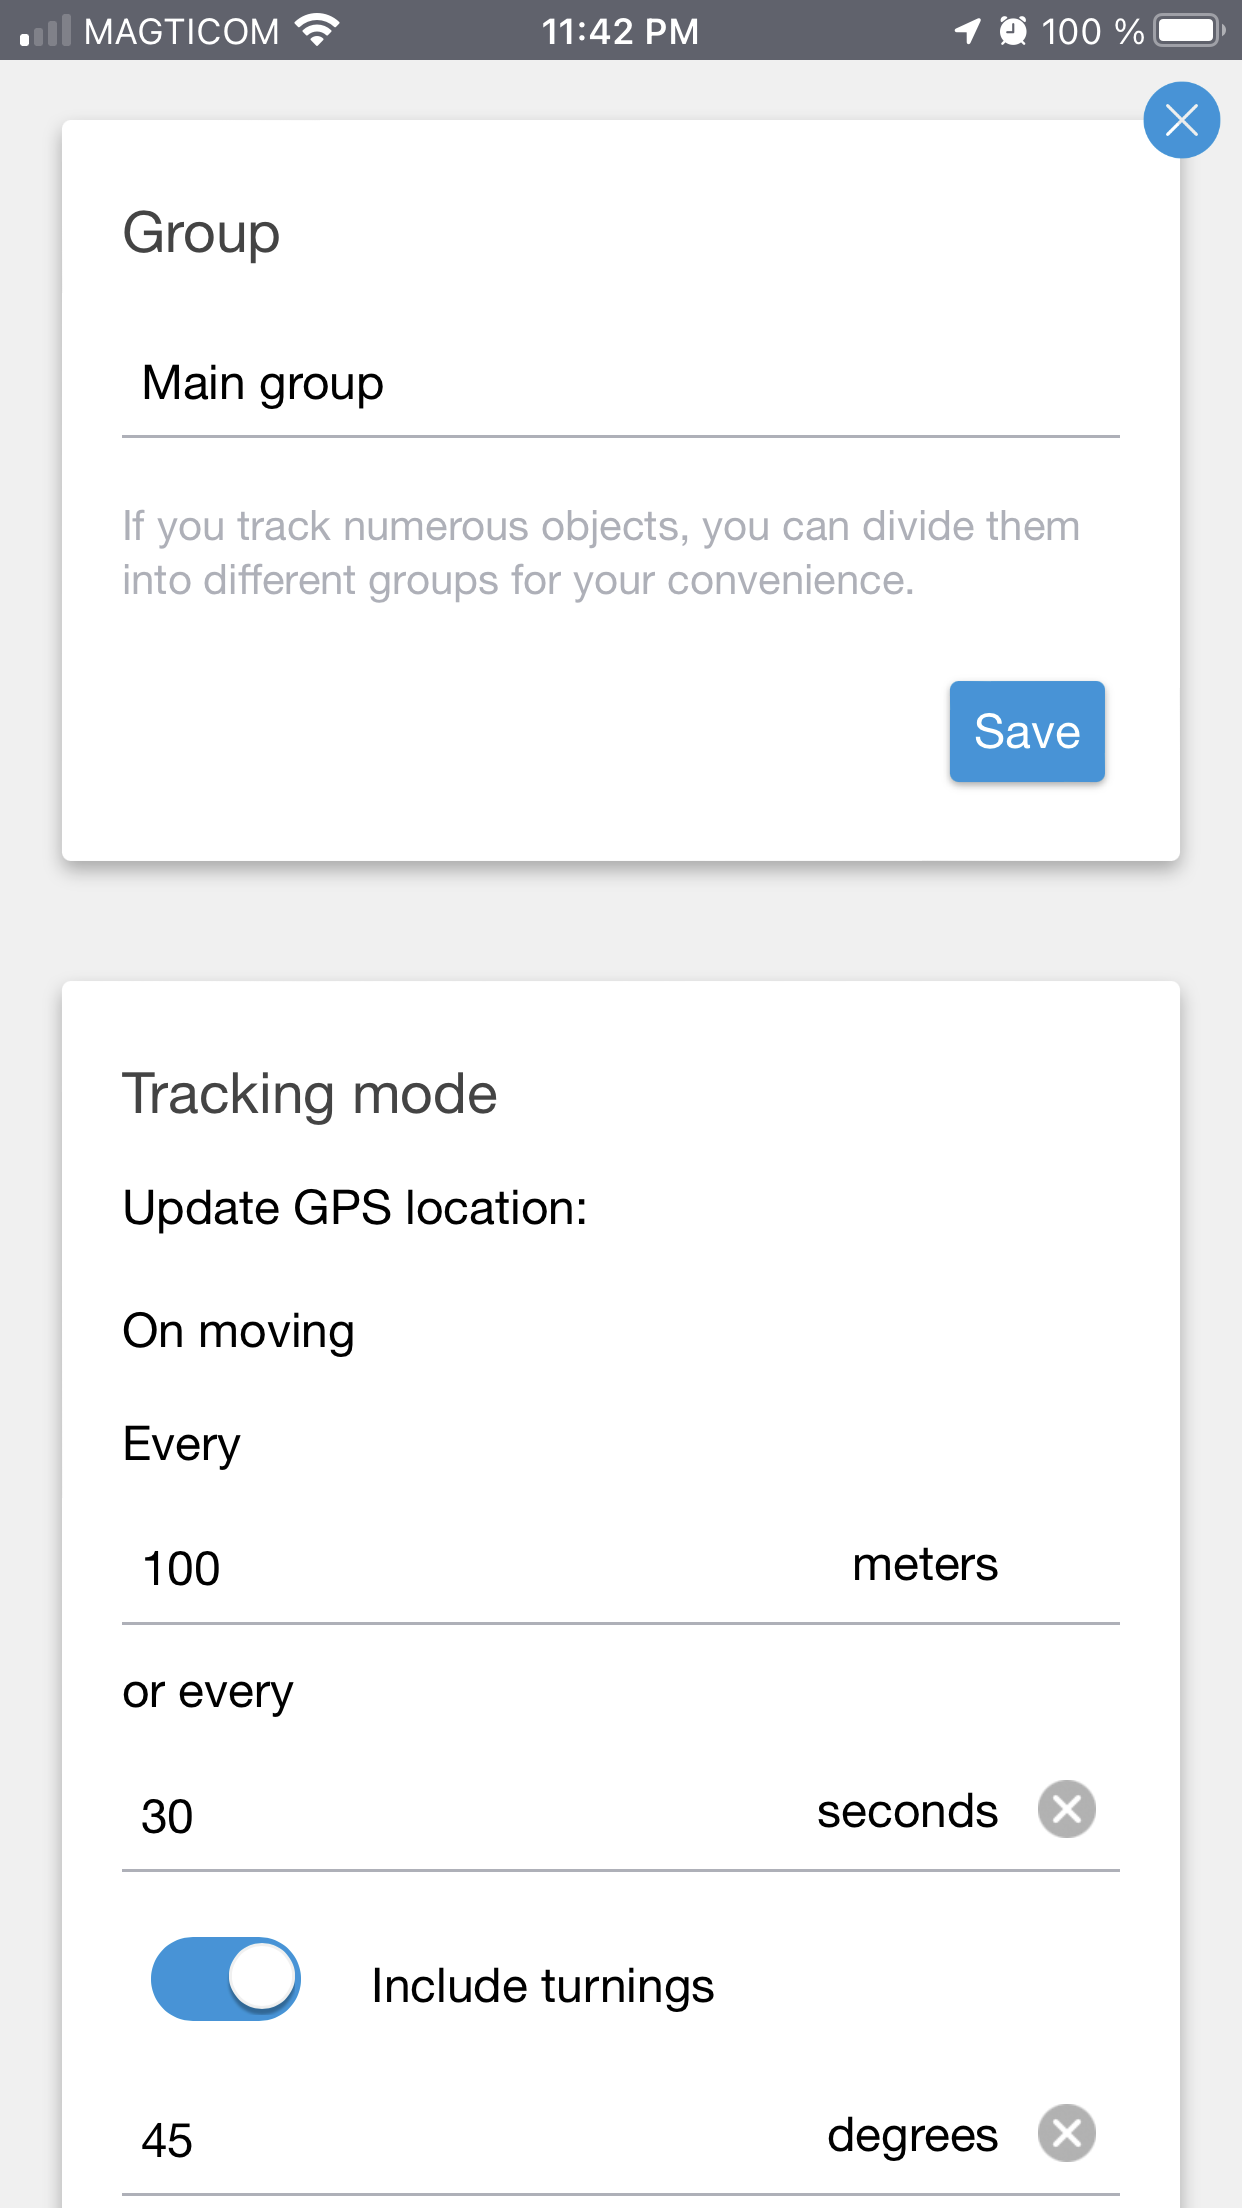 MAGTICOM 11:42 PM 100 %
Group
Main group
If you track numerous objects, you can divide them
into different groups for your convenience.
Save
Tracking mode
Update GPS location:
On moving
Every
100 meters
or every
30 seconds
Include turnings
45 degrees